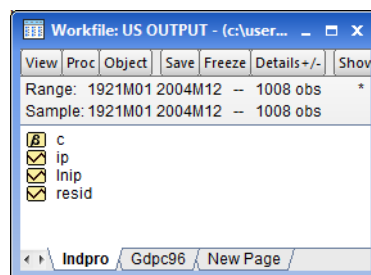 Workfile: US OUTPUT - (c:\user...
View Proc Object Save Freeze Details+/- Show
Range: 1921M01 2004M12 -- 1008 obs *
Sample: 1921M01 2004M12 -- 1008 obs
β c
ip
lnip
resid
Indpro Gdpc96 New Page